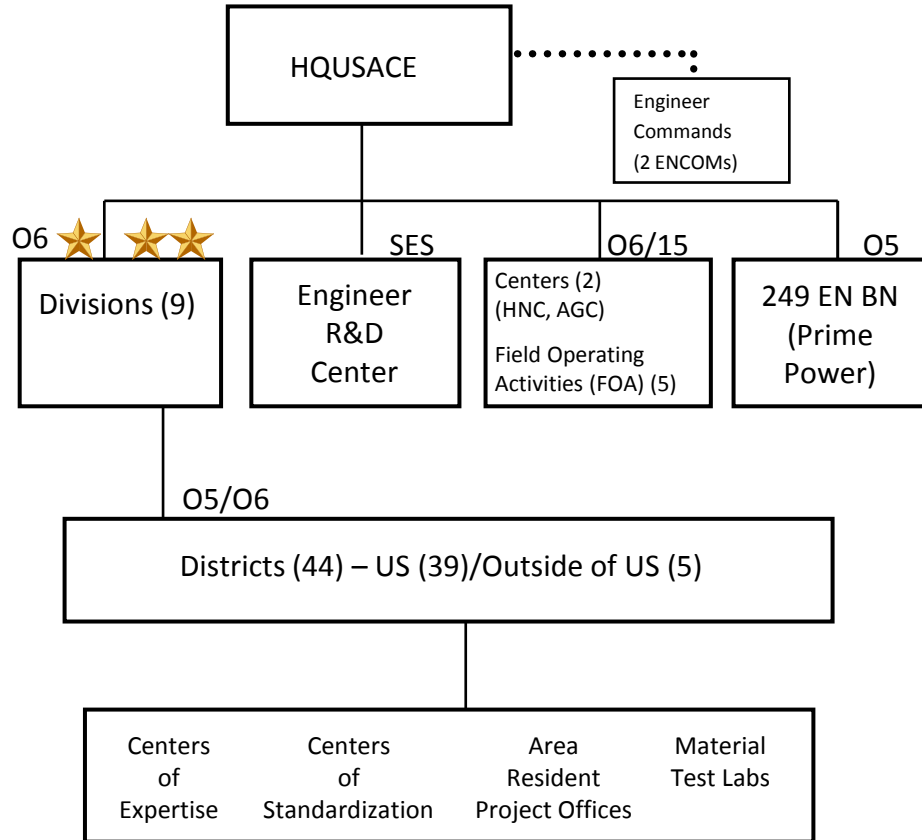 HQUSACE
Engineer
Commands
(2 ENCOMs)
O6
SES
O6/15
O5
Divisions (9)
Engineer
R&D
Center
Centers (2)
(HNC, AGC)
Field Operating
Activities (FOA) (5)
249 EN BN
(Prime
Power)
O5/O6
Districts (44) – US (39)/Outside of US (5)
Centers
of
Expertise
Centers
of
Standardization
Area
Resident
Project Offices
Material
Test Labs